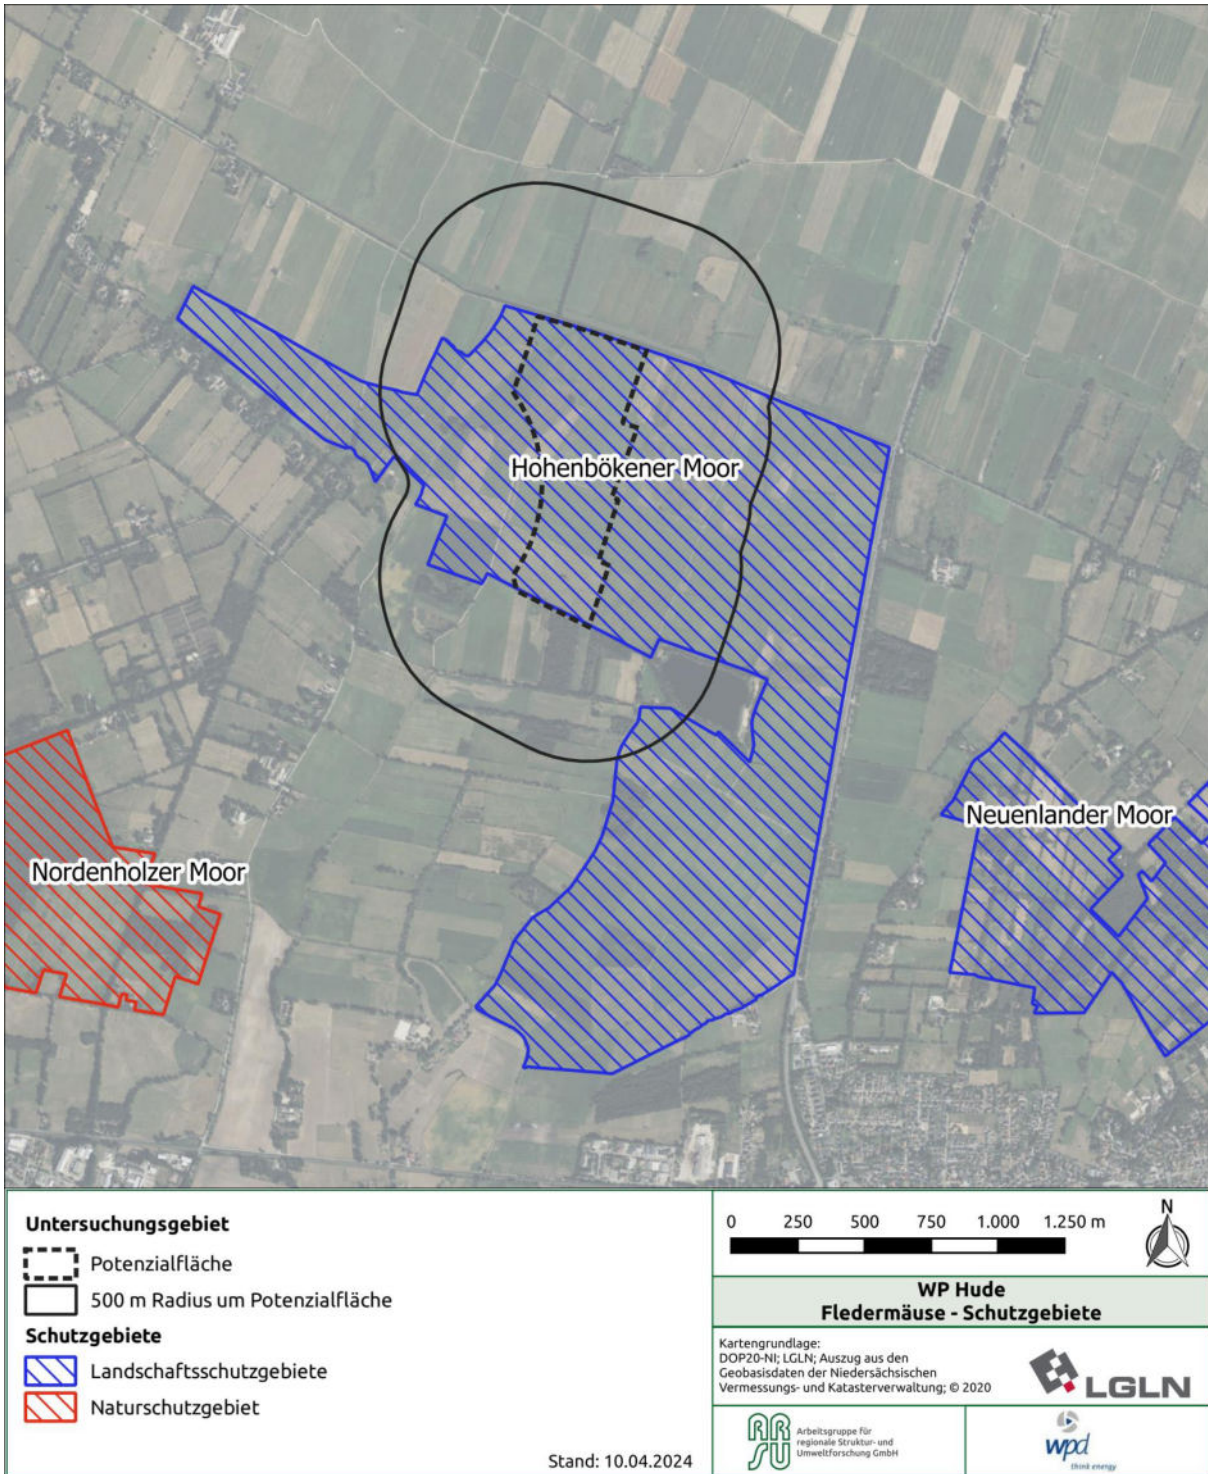 Hohenbökener Moor
Neuenlander Moor
Nordenholzer Moor
Untersuchungsgebiet
Potenzialfläche
500 m Radius um Potenzialfläche
Schutzgebiete
Landschaftsschutzgebiete
Naturschutzgebiet
Stand: 10.04.2024
0 250 500 750 1.000 1.250 m
N
WP Hude
Fledermäuse - Schutzgebiete
Kartengrundlage:
DOP20-NI; LGLN; Auszug aus den
Geobasisdaten der Niedersächsischen
Vermessungs- und Katasterverwaltung; © 2020
LGLN
ARSU
Arbeitsgruppe für
regionale Struktur- und
Umweltforschung GmbH
wpd
think energy